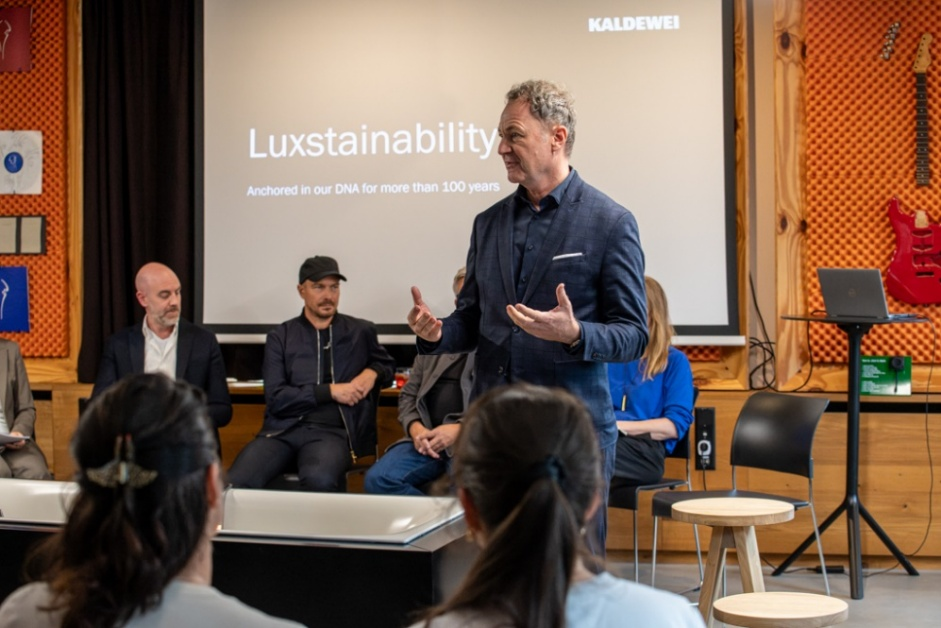 KALDEWEI
Luxstainability
Anchored in our DNA for more than 100 years